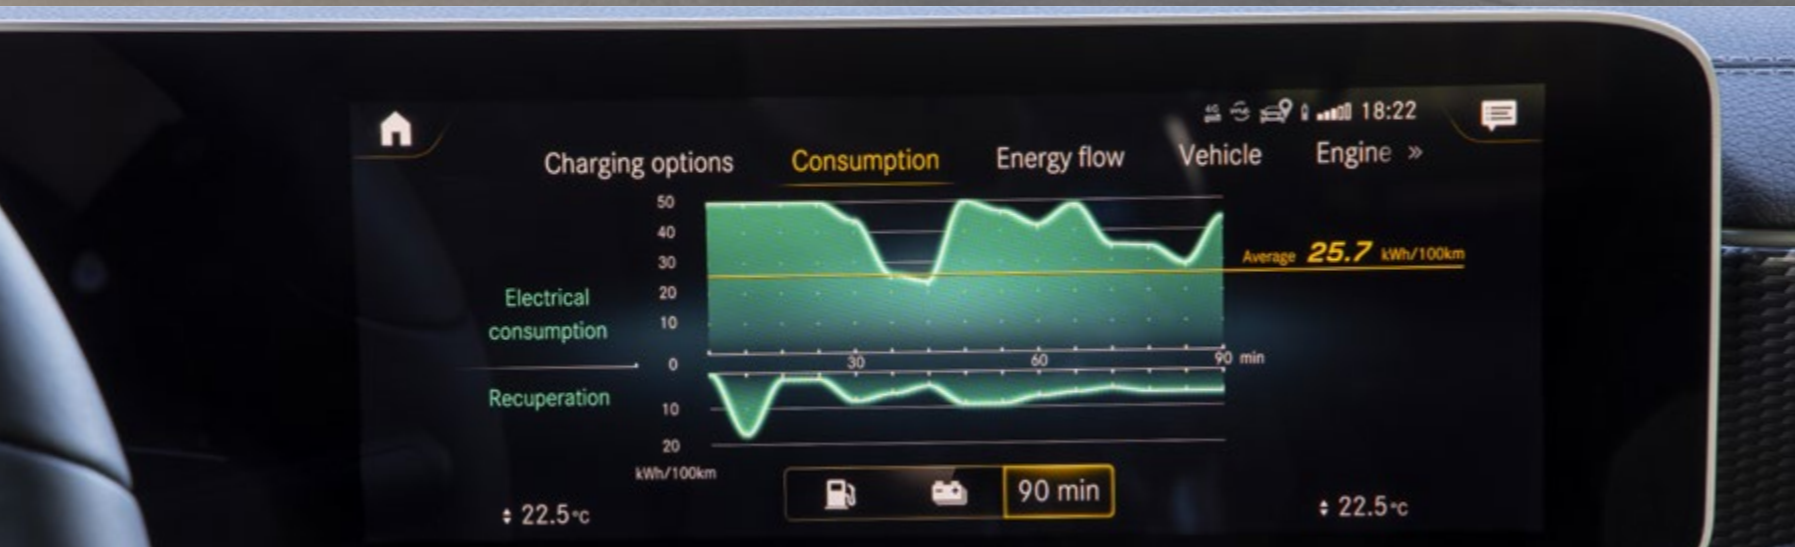 4G 18:22
Charging options Consumption Energy flow Vehicle Engine »
50
40
30
20
10
0
Electrical
consumption
Average 25.7 kWh/100km
30 60 90 min
Recuperation
10
20
kWh/100km
90 min
22.5°C 22.5°C